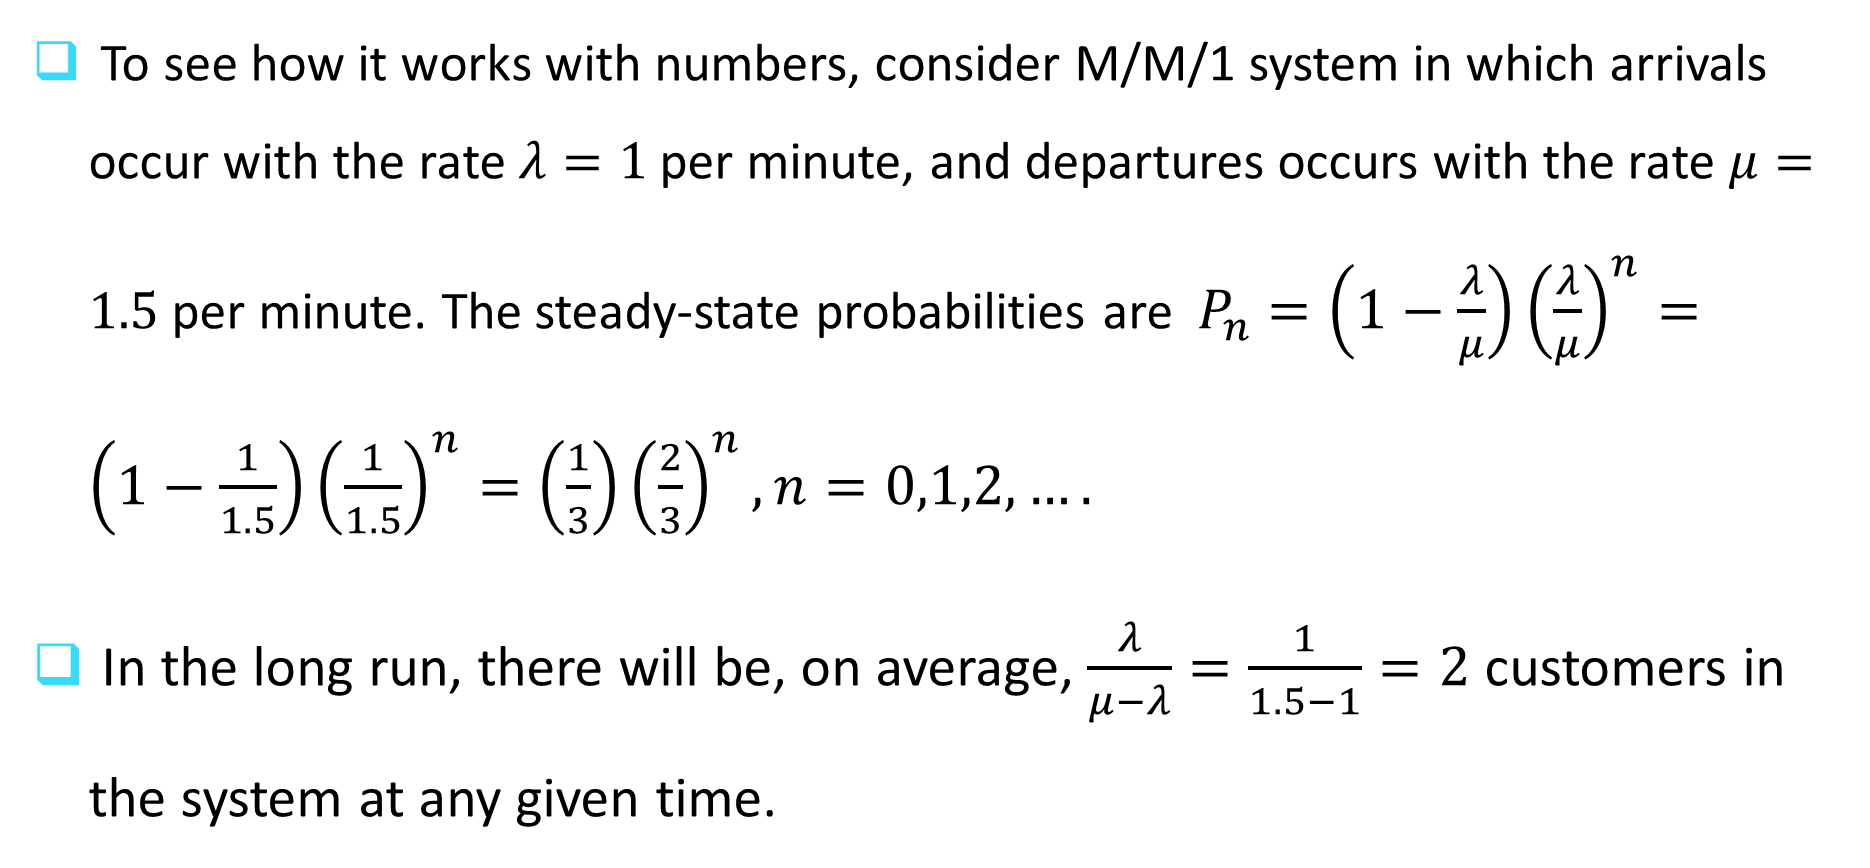 ❑ To see how it works with numbers, consider M/M/1 system in which arrivals
occur with the rate λ = 1 per minute, and departures occurs with the rate μ =
1.5 per minute. The steady-state probabilities are Pₙ = (1 − λ/μ)(λ/μ)ⁿ =
(1 − 1/1.5)(1/1.5)ⁿ = (1/3)(2/3)ⁿ, n = 0,1,2, … .
❑ In the long run, there will be, on average, λ/(μ−λ) = 1/(1.5−1) = 2 customers in
the system at any given time.